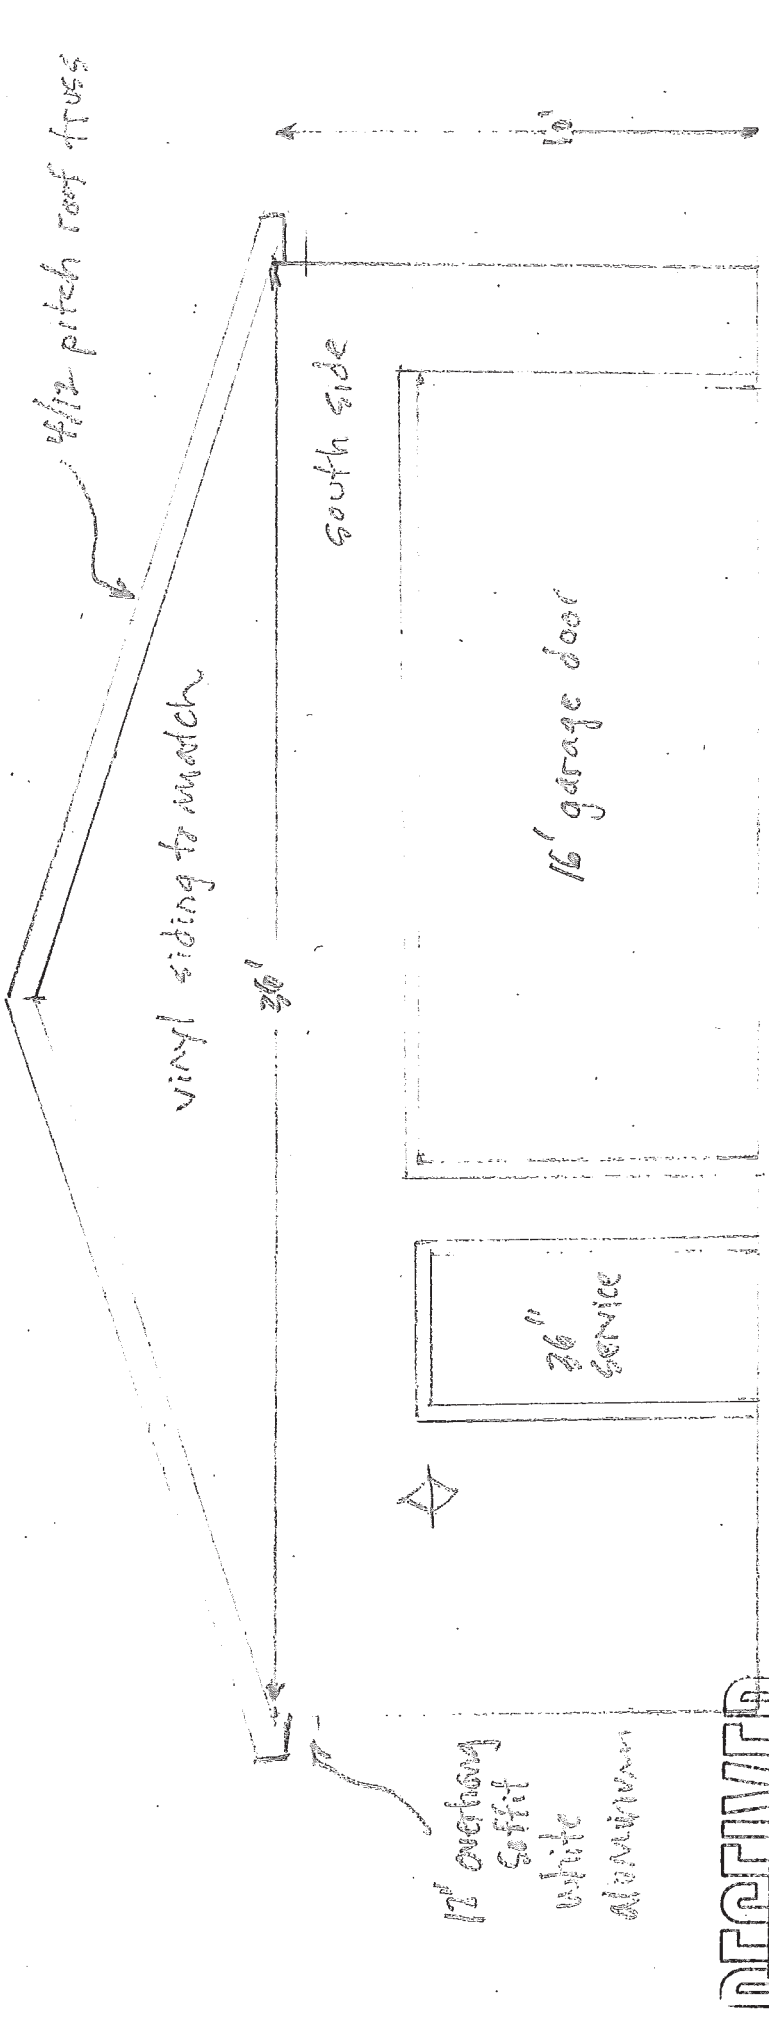 4/12 pitch roof truss
10'
vinyl siding to match
south side
16' garage door
36"
SERVICE
12" overhang
soffit
white
aluminum
RECEIVED